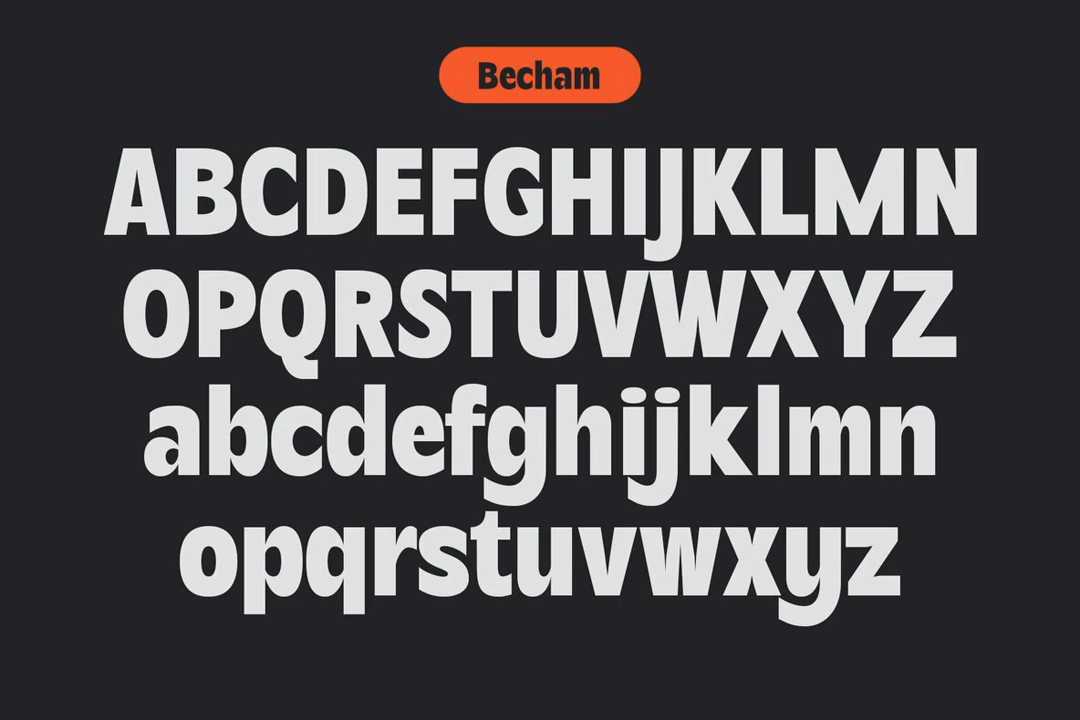 Becham
ABCDEFGHIJKLMN
OPQRSTUVWXYZ
abcdefghijklmn
opqrstuvwxyz